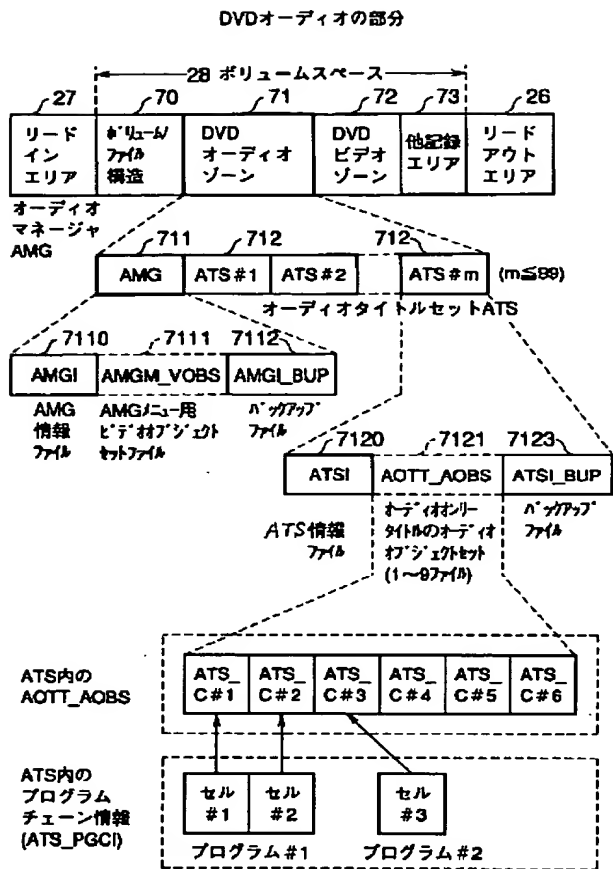 DVDオーディオの部分
28 ボリュームスペース
27
70
71
72
73
26
リード
イン
エリア
ボリューム/
ファイル
構造
DVD
オーディオ
ゾーン
DVD
ビデオ
ゾーン
他記録
エリア
リード
アウト
エリア
オーディオ
マネージャ
AMG
711
712
712
AMG
ATS#1
ATS#2
ATS#m
(m≦99)
オーディオタイトルセットATS
7110
7111
7112
AMGI
AMGM_VOBS
AMGI_BUP
AMG
情報
ファイル
AMGメニュー用
ビデオオブジェクト
セットファイル
バックアップ
ファイル
7120
7121
7123
ATSI
AOTT_AOBS
ATSI_BUP
ATS情報
ファイル
オーディオオンリー
タイトルのオーディオ
オブジェクトセット
(1〜9ファイル)
バックアップ
ファイル
ATS内の
AOTT_AOBS
ATS_
C#1
ATS_
C#2
ATS_
C#3
ATS_
C#4
ATS_
C#5
ATS_
C#6
ATS内の
プログラム
チェーン情報
(ATS_PGCI)
セル
#1
セル
#2
セル
#3
プログラム#1
プログラム#2